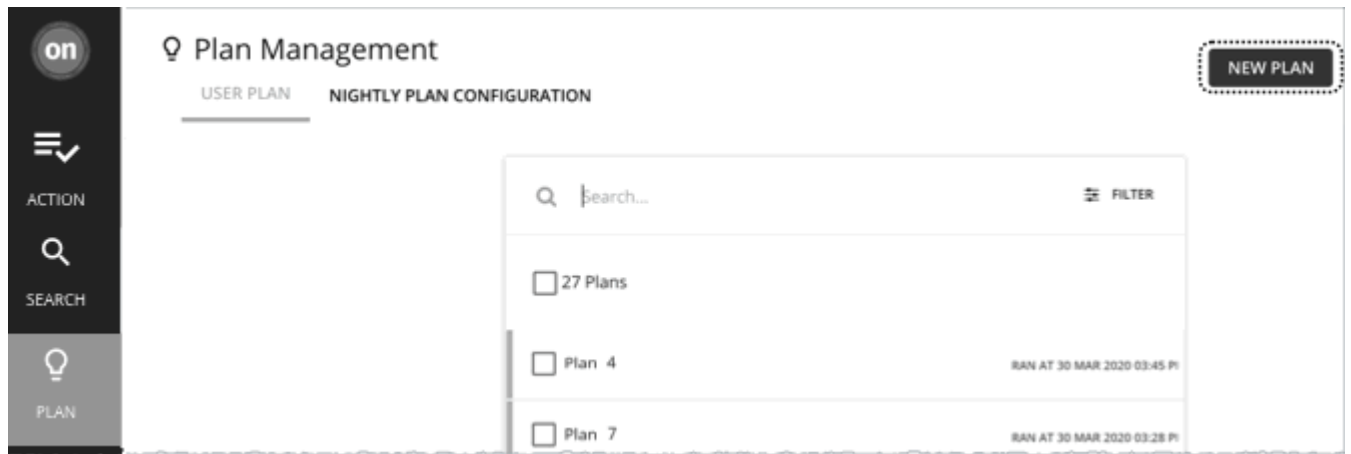 on
Plan Management
NEW PLAN
USER PLAN NIGHTLY PLAN CONFIGURATION
ACTION
Search... FILTER
SEARCH
27 Plans
Plan 4 RAN AT 30 MAR 2020 03:45
PLAN
Plan 7 RAN AT 30 MAR 2020 03:28